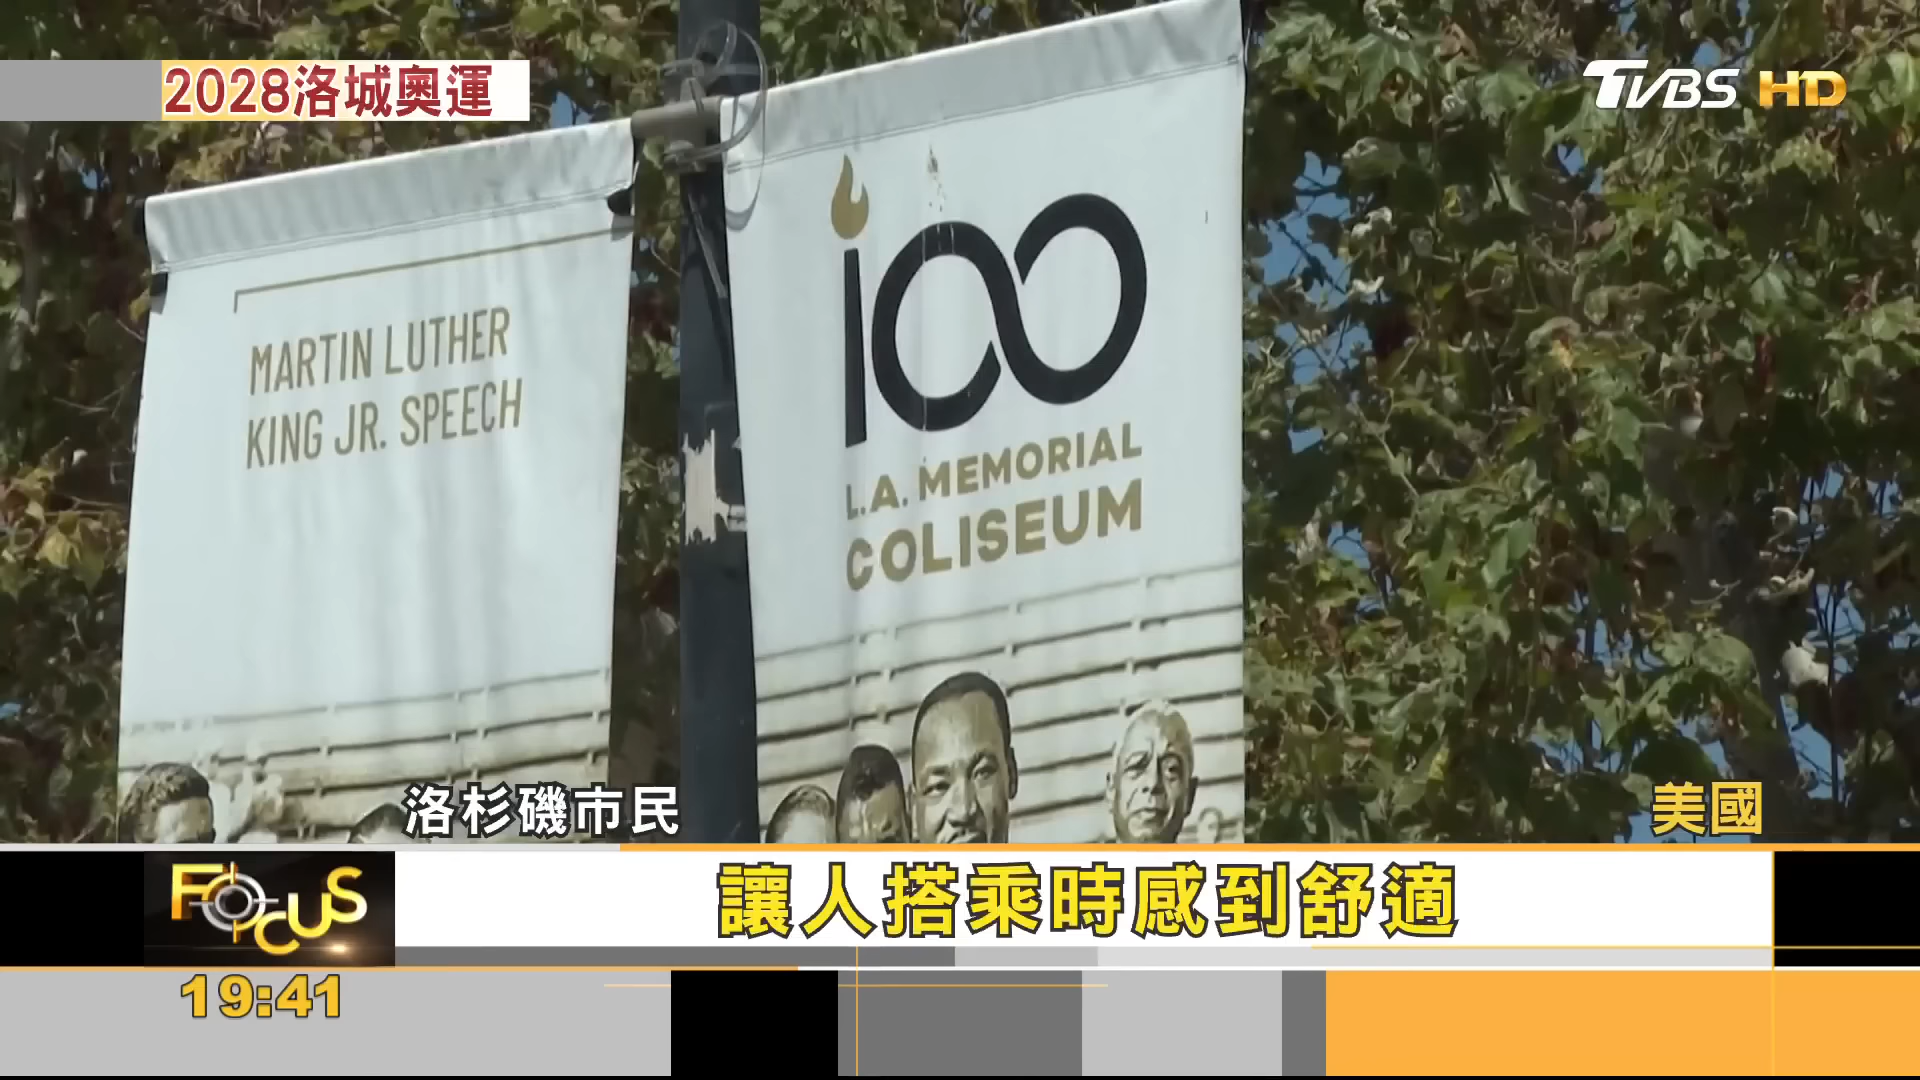 2028洛城奧運
TVBS HD
MARTIN LUTHER
KING JR. SPEECH
100
L.A. MEMORIAL
COLISEUM
洛杉磯市民
美國
FOCUS
讓人搭乘時感到舒適
19:41